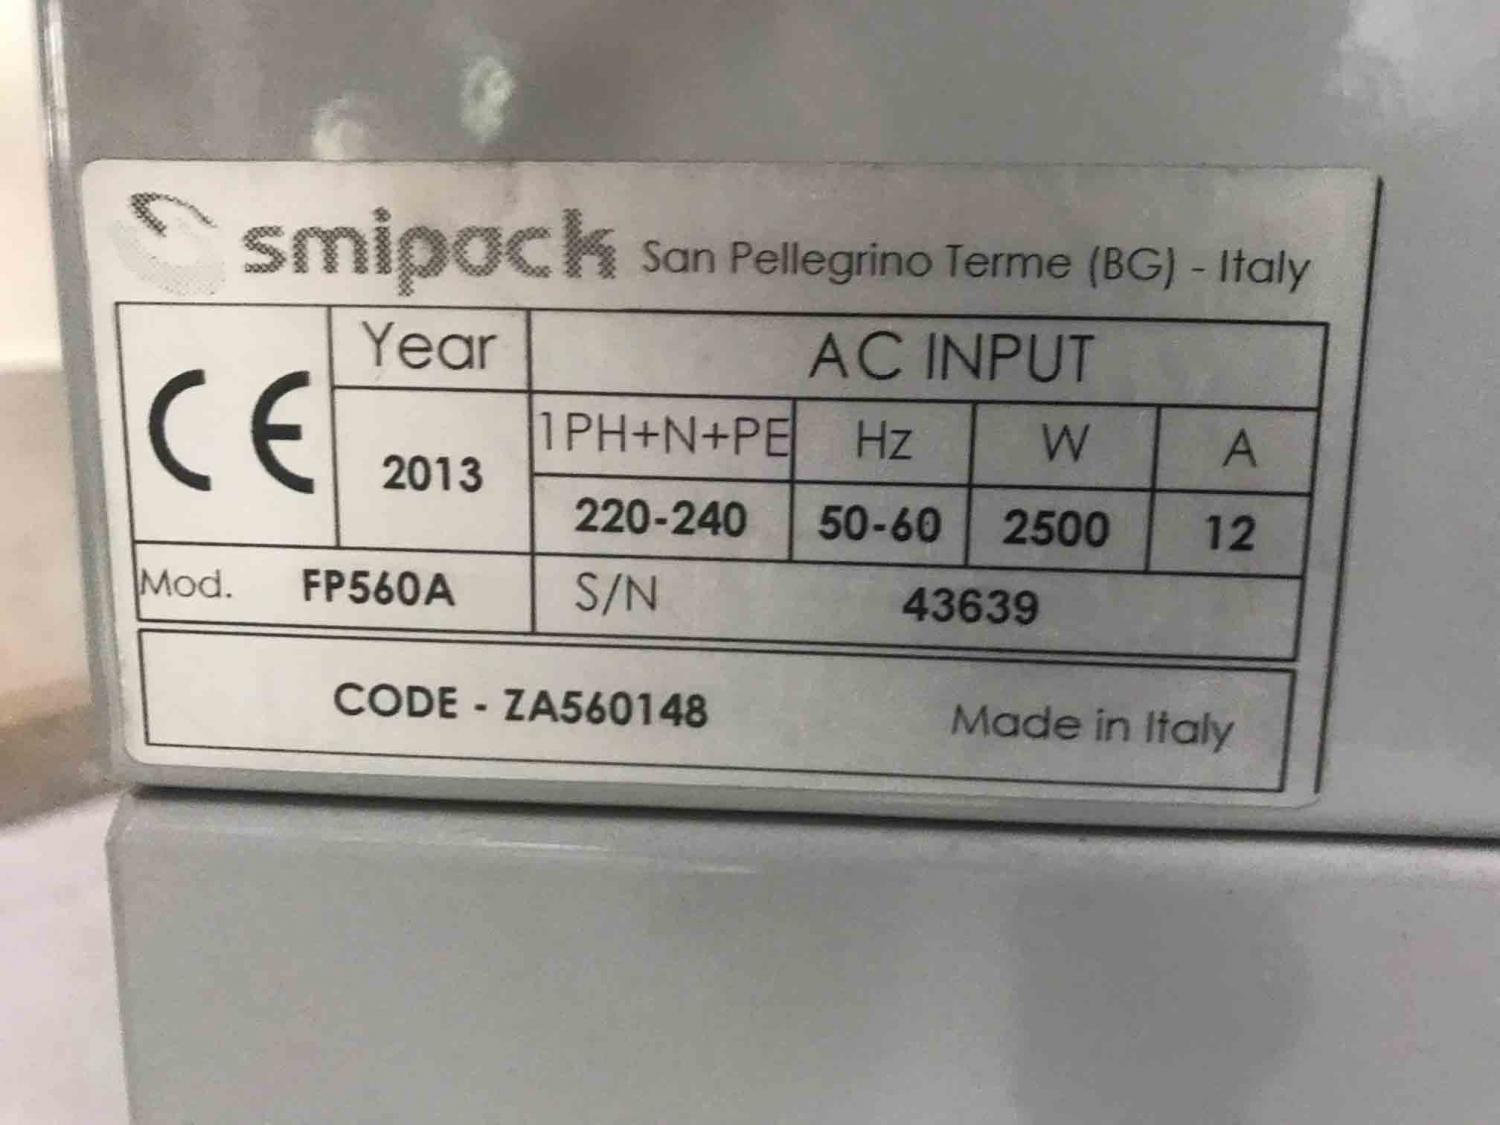 smipack San Pellegrino Terme (BG) - Italy
CE Year AC INPUT
1PH+N+PE Hz W A
2013 220-240 50-60 2500 12
Mod. FP560A S/N 43639
CODE - ZA560148 Made in Italy